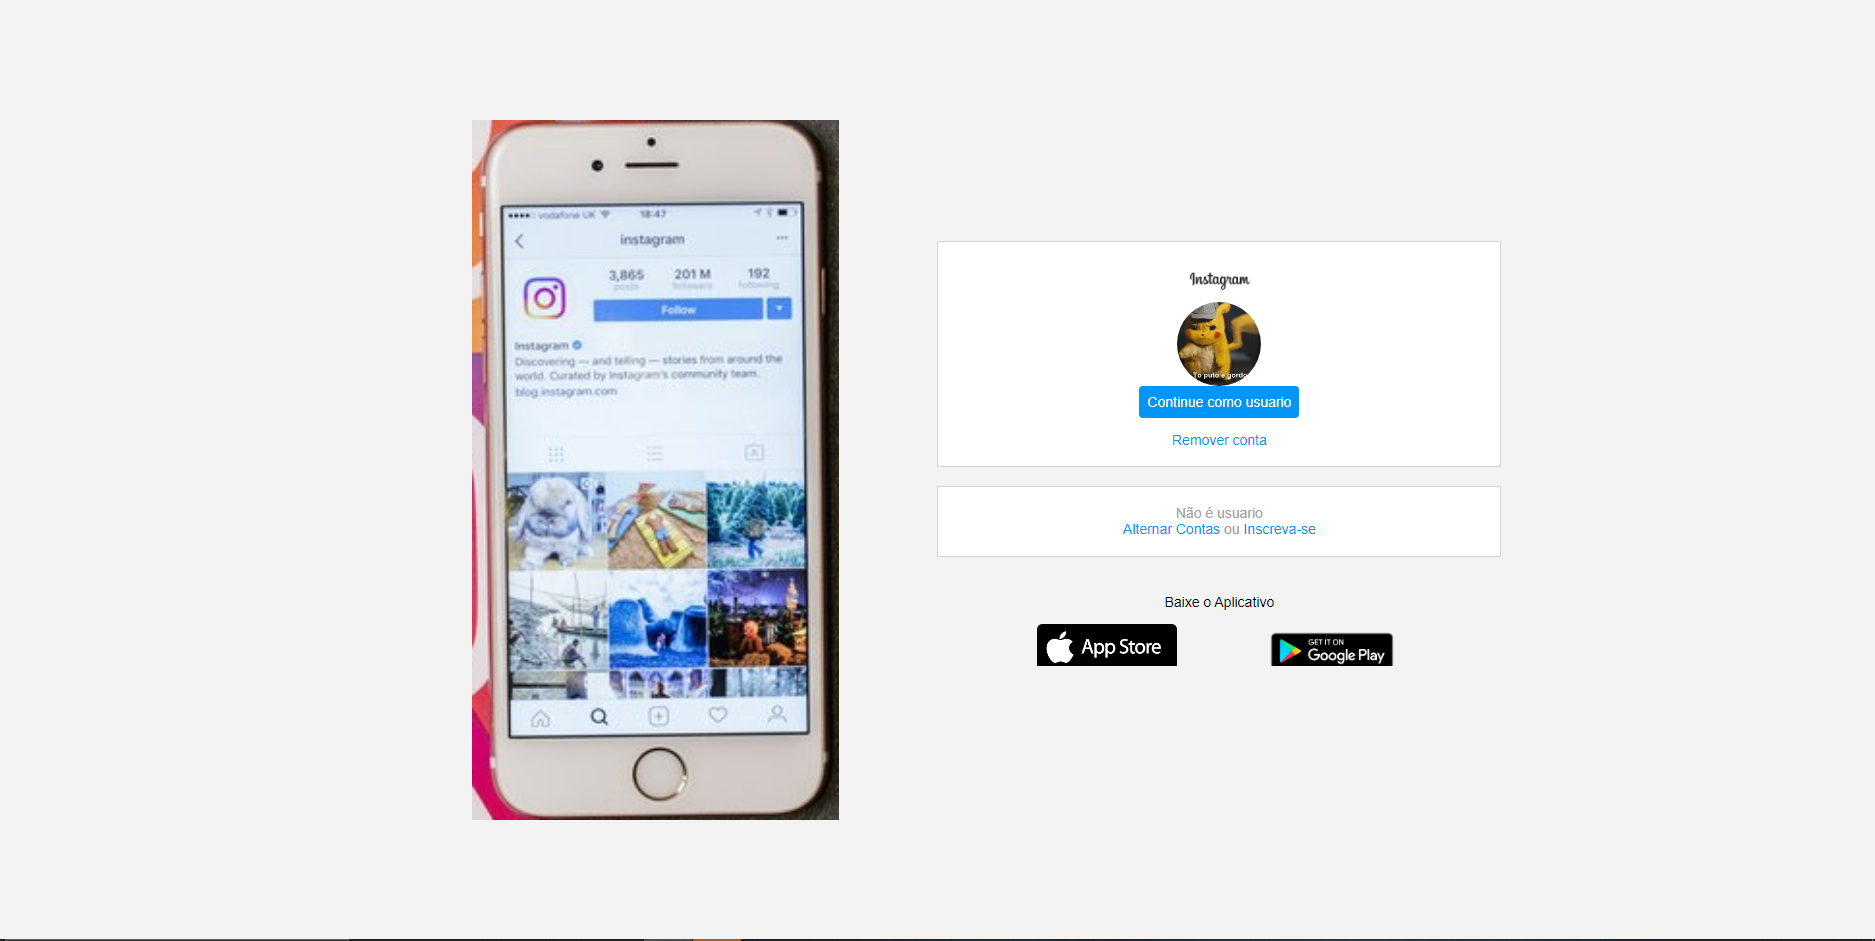 vodafone UK 18:47
instagram
3,865 201 M 192
posts followers following
Follow
Instagram
Discovering — and telling — stories from around the
world. Curated by Instagram's community team.
blog.instagram.com
Instagram
To puto e gordo
Continue como usuario
Remover conta
Não é usuario
Alternar Contas ou Inscreva-se
Baixe o Aplicativo
App Store
GET IT ON
Google Play